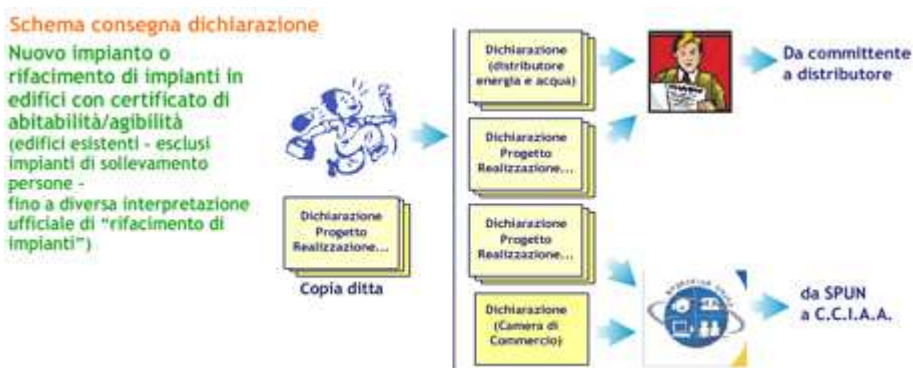 Schema consegna dichiarazione
Nuovo impianto o
rifacimento di impianti in
edifici con certificato di
abitabilità/agibilità
(edifici esistenti - esclusi
impianti di sollevamento
persone -
fino a diversa interpretazione
ufficiale di "rifacimento di
impianti")
Dichiarazione
Progetto
Realizzazione...
Copia ditta
Dichiarazione
(distributore
energia e acqua)
Dichiarazione
Progetto
Realizzazione...
Dichiarazione
Progetto
Realizzazione...
Dichiarazione
(Camera di
Commercio)
Da committente
a distributore
da SPUN
a C.C.I.A.A.